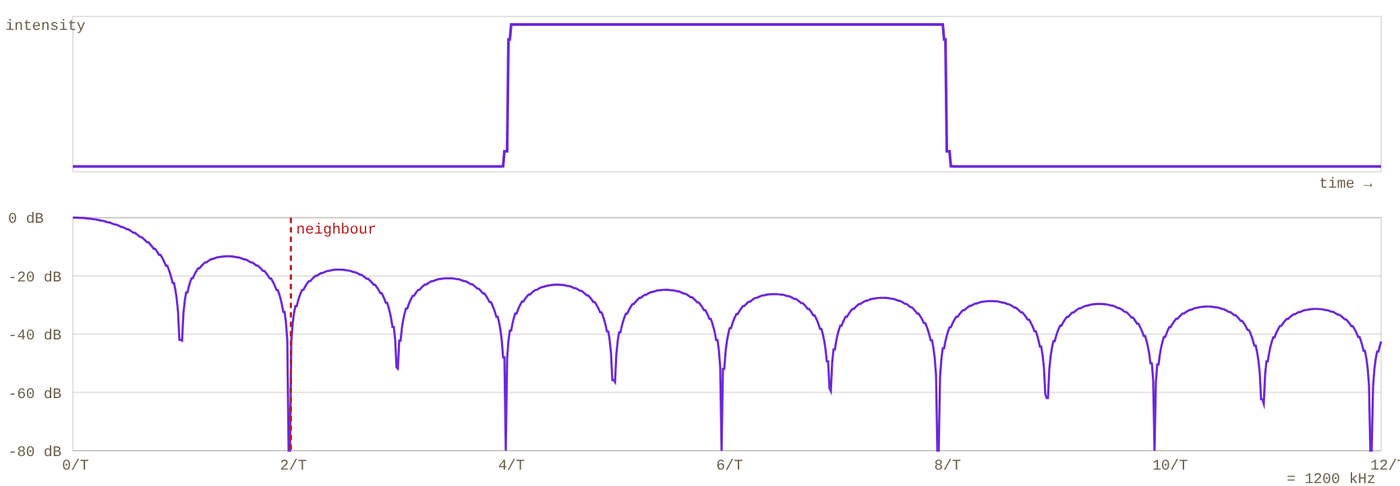 intensity
time →
0 dB
neighbour
-20 dB
-40 dB
-60 dB
-80 dB
0/T 2/T 4/T 6/T 8/T 10/T 12/T
= 1200 kHz